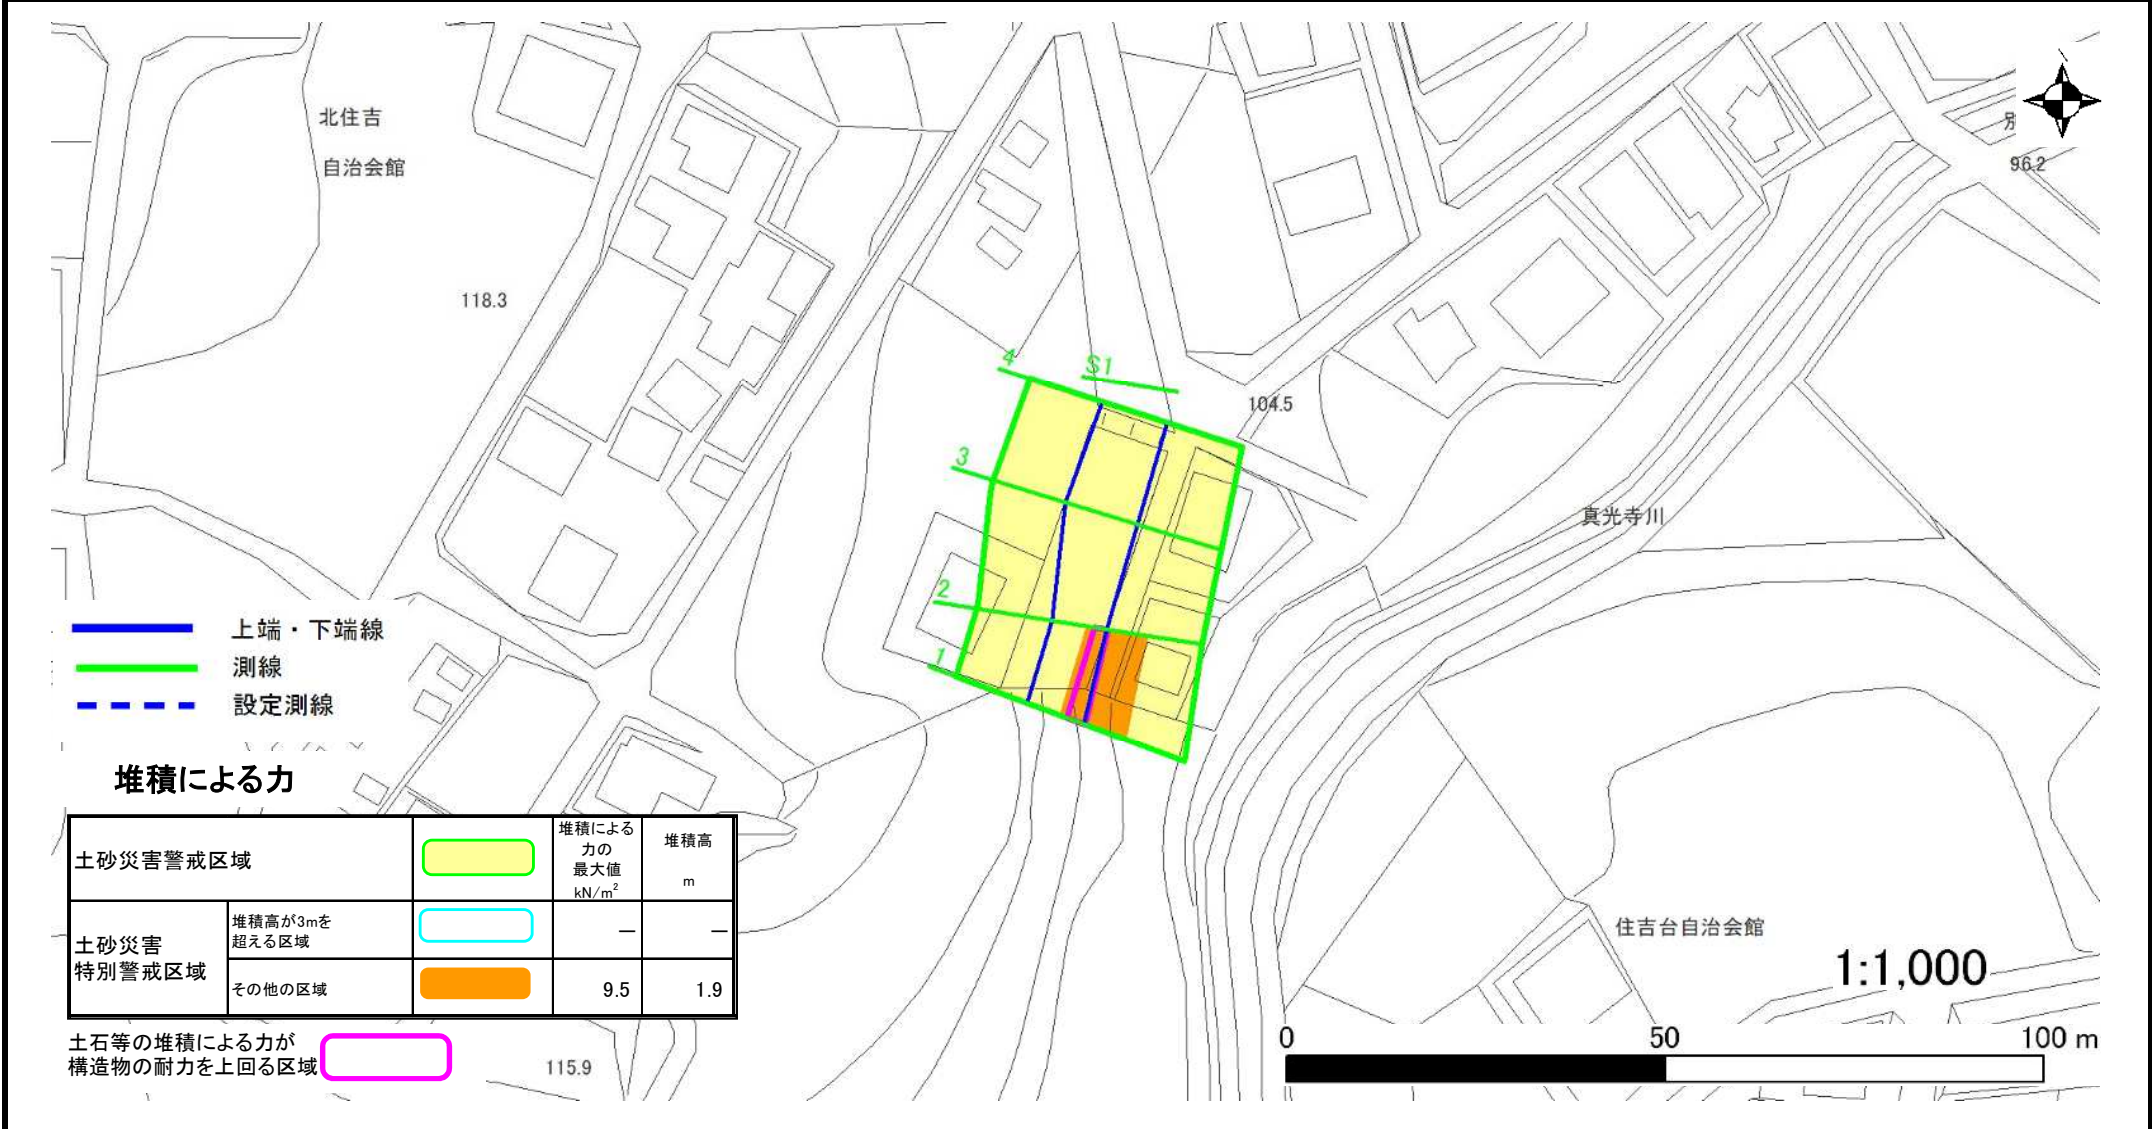 北住吉
自治会館
別
96.2
118.3
4
S1
104.5
3
真光寺川
2
1
上端・下端線
測線
設定測線
堆積による力
土砂災害警戒区域
堆積による
力の
最大値
kN/m²
堆積高
m
土砂災害
特別警戒区域
堆積高が3mを
超える区域
—
—
その他の区域
9.5
1.9
土石等の堆積による力が
構造物の耐力を上回る区域
115.9
住吉台自治会館
1:1,000
0
50
100 m